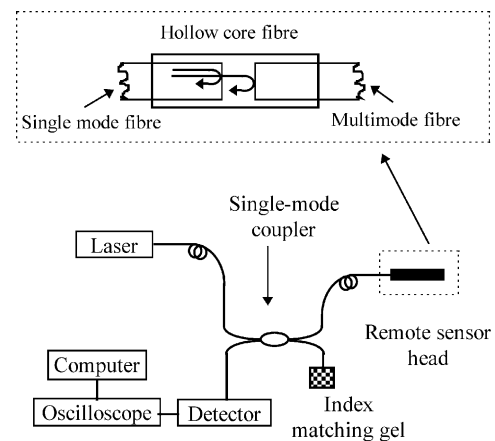 Hollow core fibre
Single mode fibre
Multimode fibre
Single-mode
coupler
Laser
Remote sensor
head
Computer
Oscilloscope
Detector
Index
matching gel